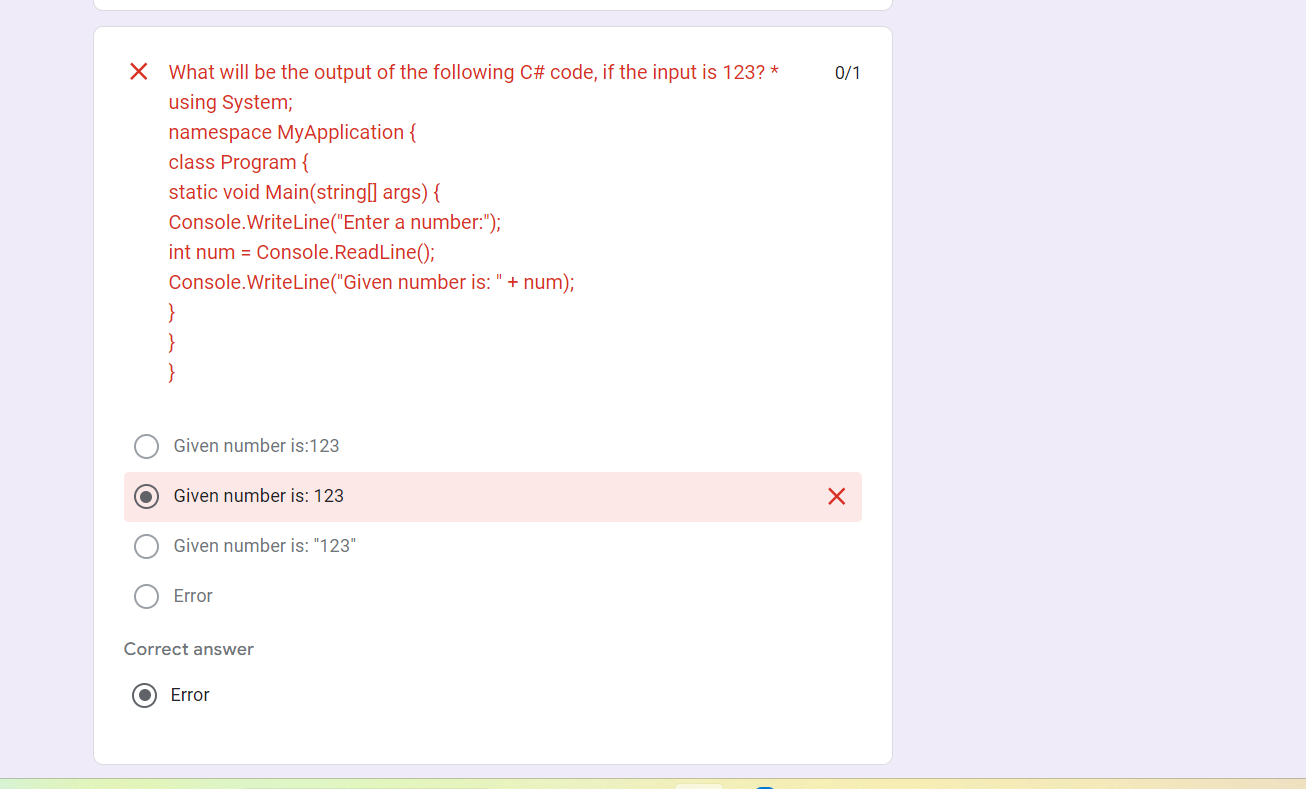 What will be the output of the following C# code, if the input is 123? * 0/1
using System;
namespace MyApplication {
class Program {
static void Main(string[] args) {
Console.WriteLine("Enter a number:");
int num = Console.ReadLine();
Console.WriteLine("Given number is: " + num);
}
}
}
Given number is:123
Given number is: 123
Given number is: "123"
Error
Correct answer
Error